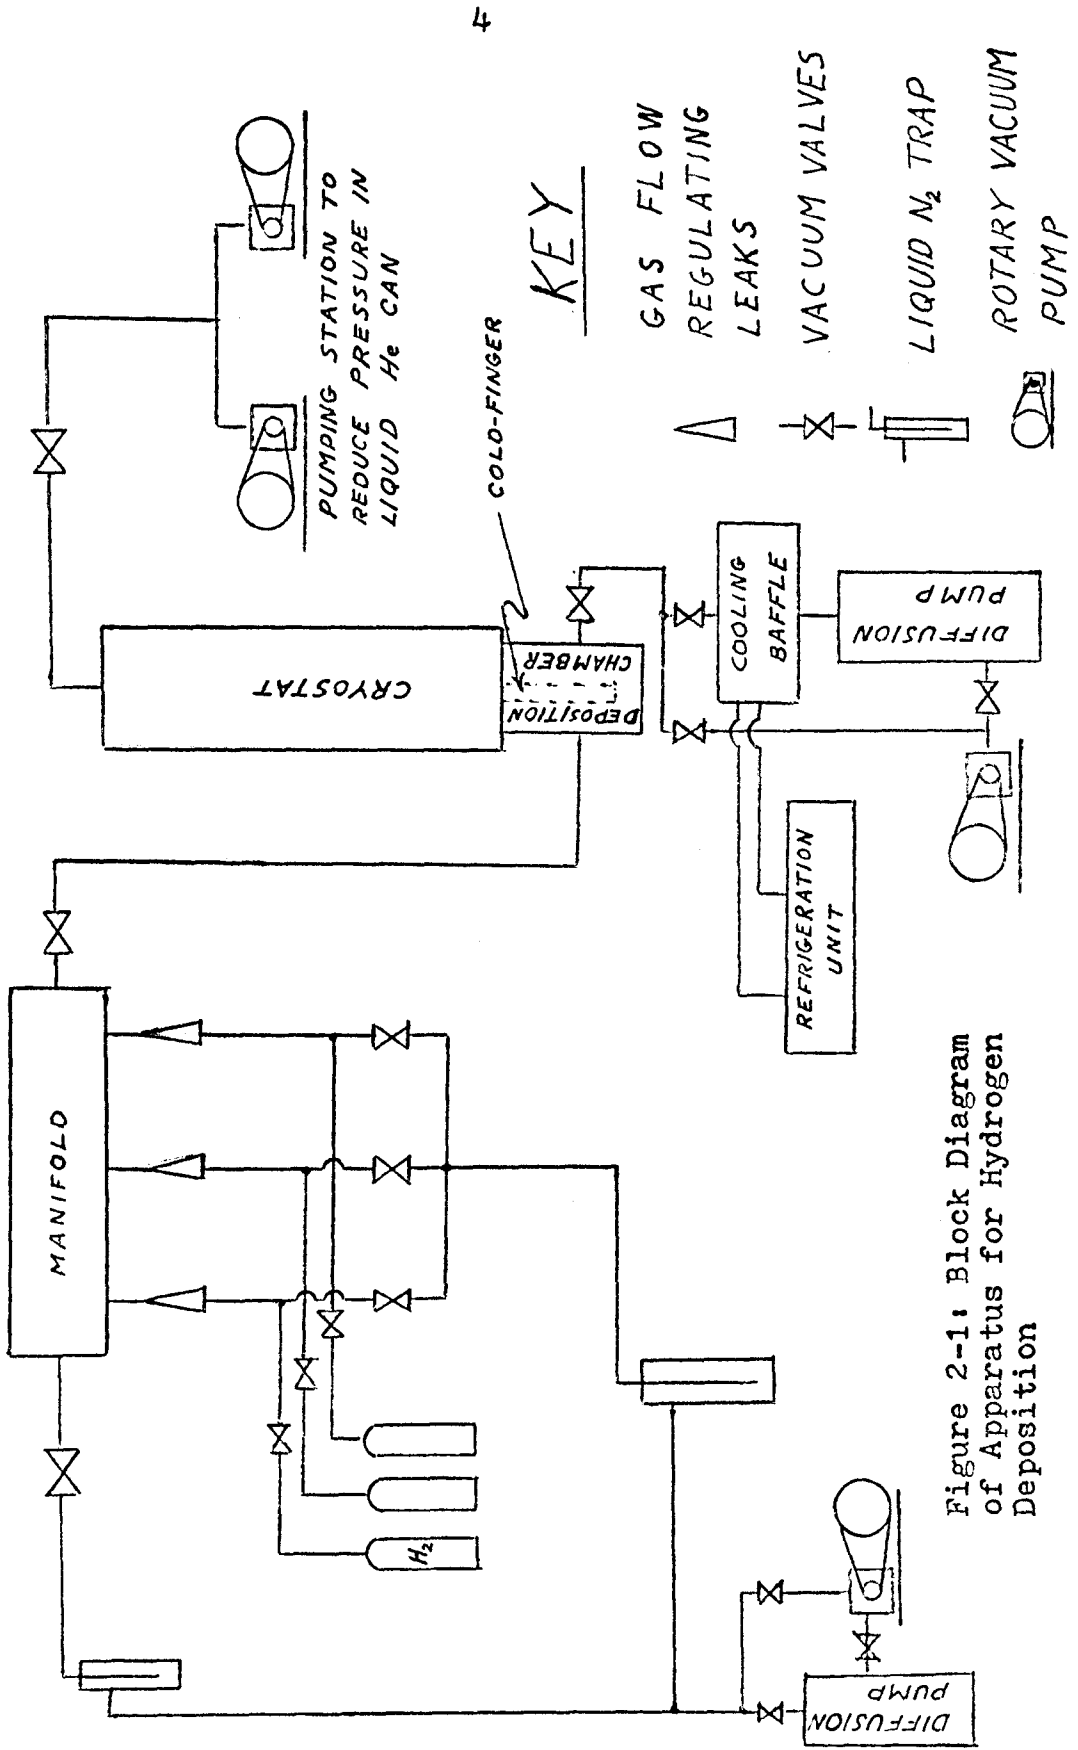 4
MANIFOLD
H₂
CRYOSTAT
DEPOSITION
CHAMBER
COLD-FINGER
PUMPING STATION TO
REDUCE PRESSURE IN
LIQUID He CAN
COOLING
BAFFLE
DIFFUSION
PUMP
REFRIGERATION
UNIT
DIFFUSION
PUMP
KEY
GAS FLOW
REGULATING
LEAKS
VACUUM VALVES
LIQUID N₂ TRAP
ROTARY VACUUM
PUMP
Figure 2-1: Block Diagram
of Apparatus for Hydrogen
Deposition